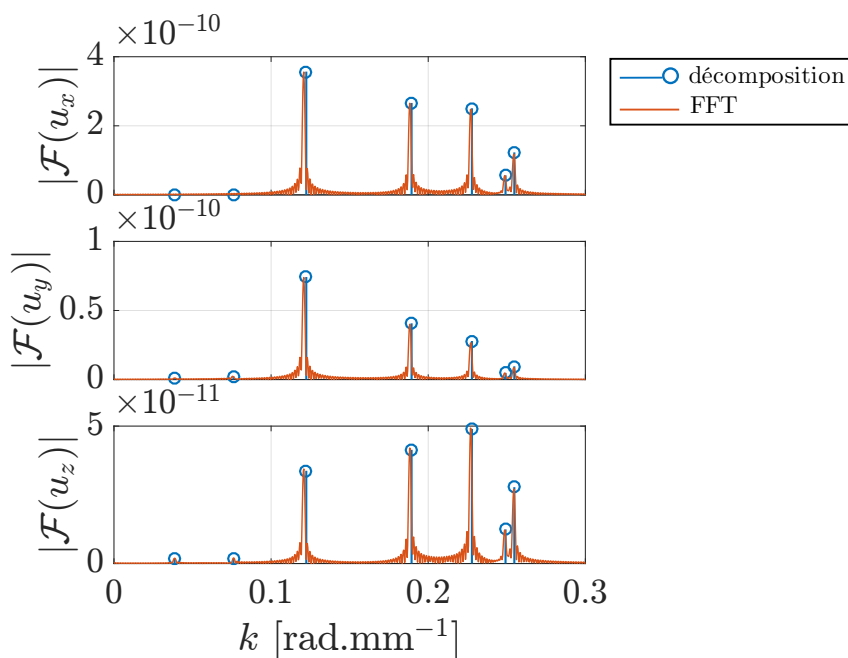 ×10⁻¹⁰
4
2
0
|ℱ(uₓ)|
décomposition
FFT
×10⁻¹⁰
1
0.5
0
|ℱ(u_y)|
×10⁻¹¹
5
0
|ℱ(u_z)|
0 0.1 0.2 0.3
k [rad.mm⁻¹]